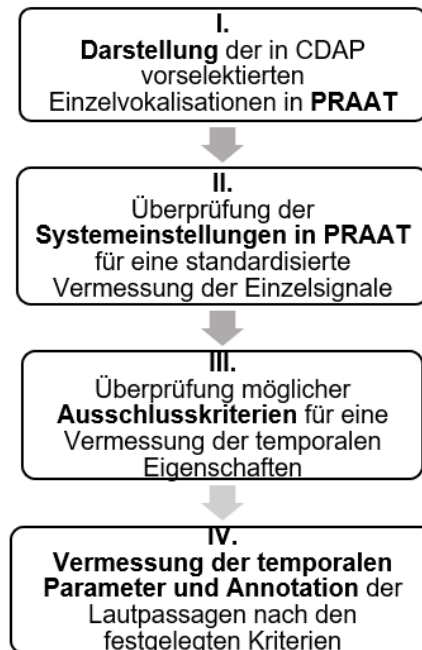 I.
Darstellung der in CDAP
vorselektierten
Einzelvokalisationen in PRAAT
II.
Überprüfung der
Systemeinstellungen in PRAAT
für eine standardisierte
Vermessung der Einzelsignale
III.
Überprüfung möglicher
Ausschlusskriterien für eine
Vermessung der temporalen
Eigenschaften
IV.
Vermessung der temporalen
Parameter und Annotation der
Lautpassagen nach den
festgelegten Kriterien